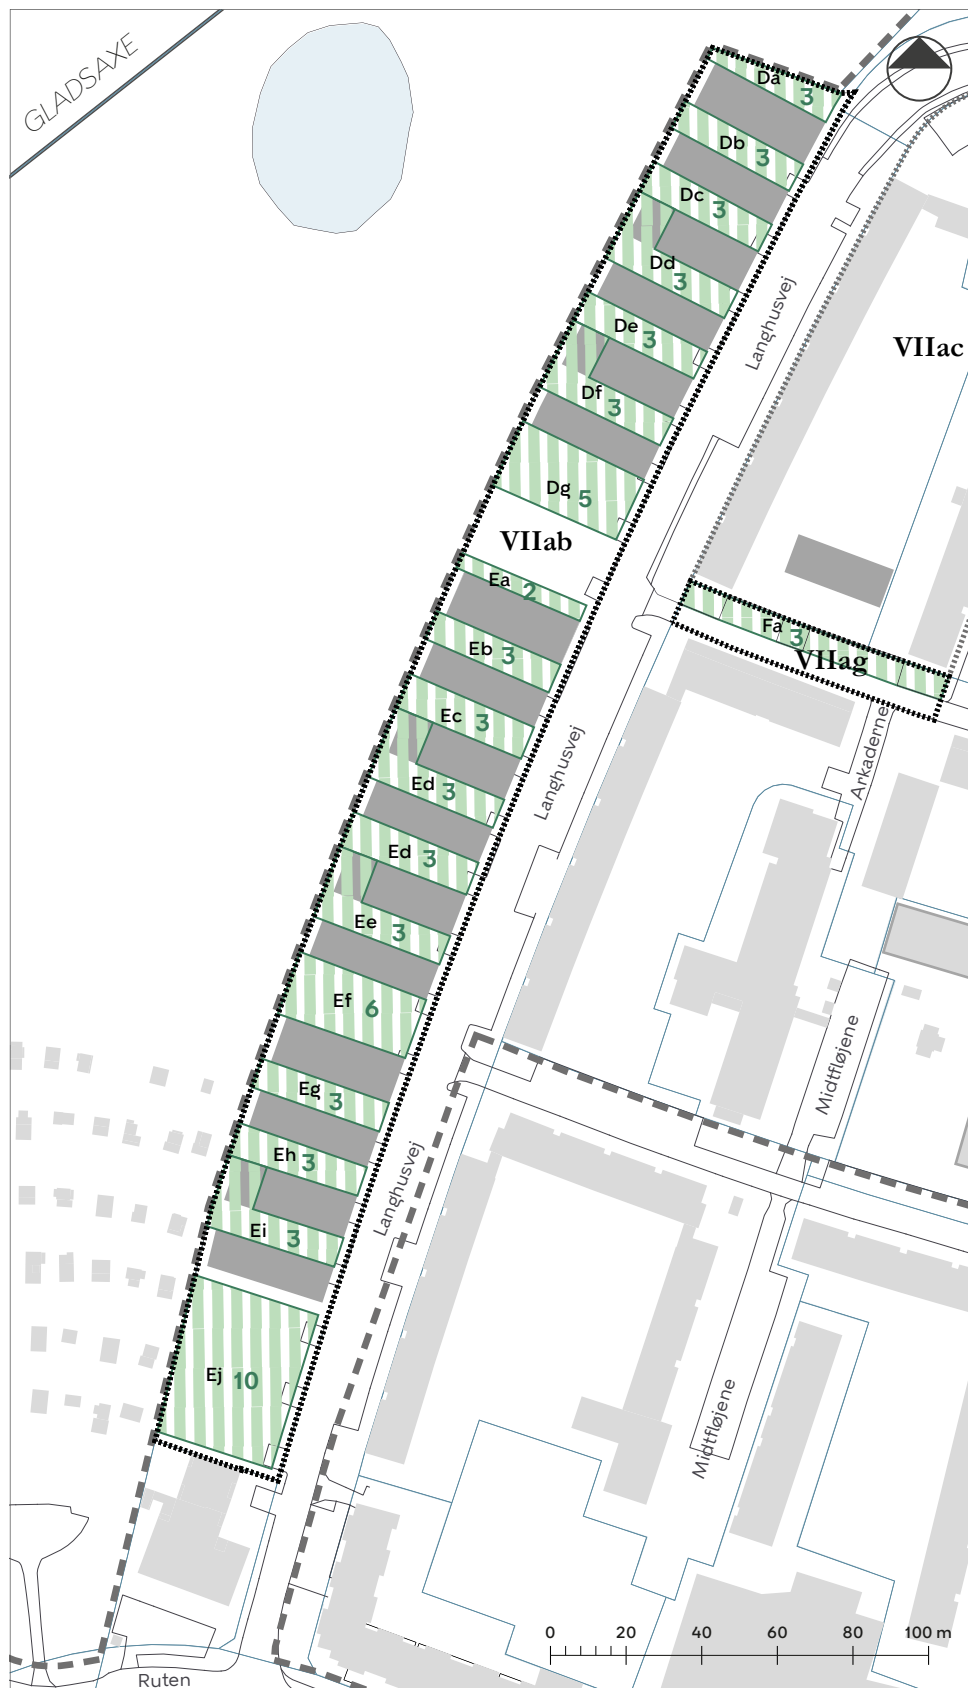 GLADSAXE
Da 3
Db 3
Dc 3
Dd 3
Langhusvej
De 3
VIIac
Df 3
Dg 5
VIIab
Ea 2
Fa 3
VIIag
Eb 3
Ec 3
Arkaderne
Langhusvej
Ed 3
Ed 3
Ee 3
Ef 6
Midtfløjene
Eg 3
Eh 3
Langhusvej
Ei 3
Ej 10
Midtfløjene
0 20 40 60 80 100 m
Ruten